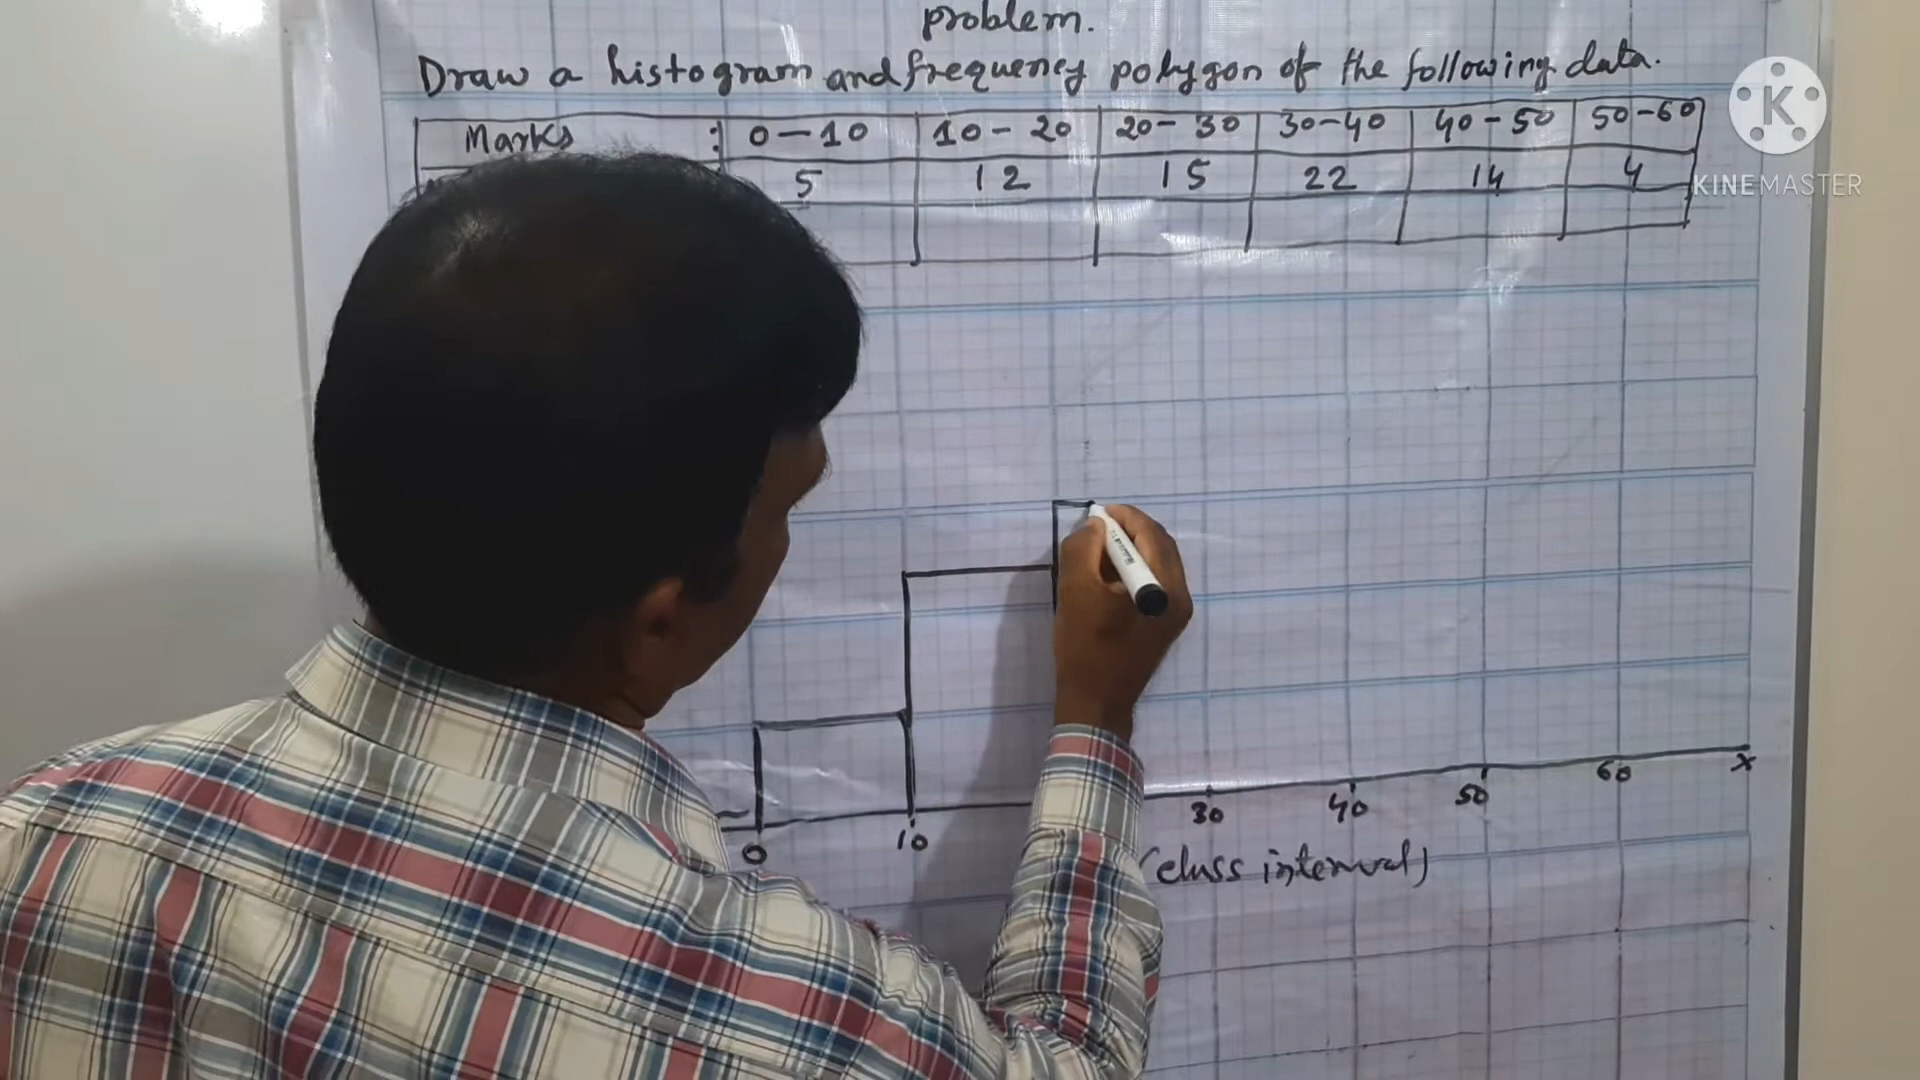 problem.
Draw a histogram and frequency polygon of the following data.
Marks : 0-10 10-20 20-30 30-40 40-50 50-60
5 12 15 22 14 4
K
KINEMASTER
0 10 30 40 50 60 X
(class interval)